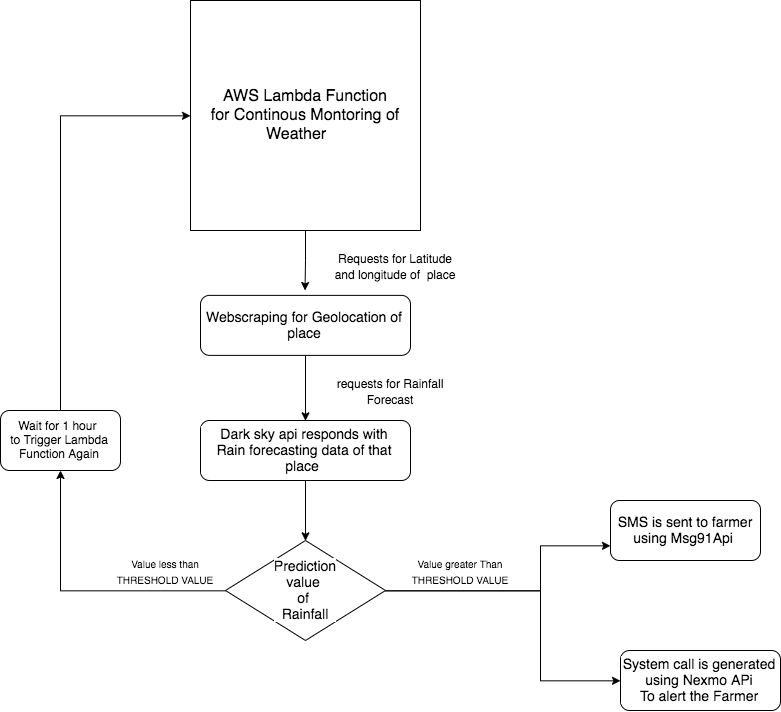 AWS Lambda Function
for Continous Montoring of
Weather
Requests for Latitude
and longitude of place
Webscraping for Geolocation of
place
requests for Rainfall
Forecast
Wait for 1 hour
to Trigger Lambda
Function Again
Dark sky api responds with
Rain forecasting data of that
place
SMS is sent to farmer
using Msg91Api
Value less than
THRESHOLD VALUE
Prediction
value
of
Rainfall
Value greater Than
THRESHOLD VALUE
System call is generated
using Nexmo APi
To alert the Farmer